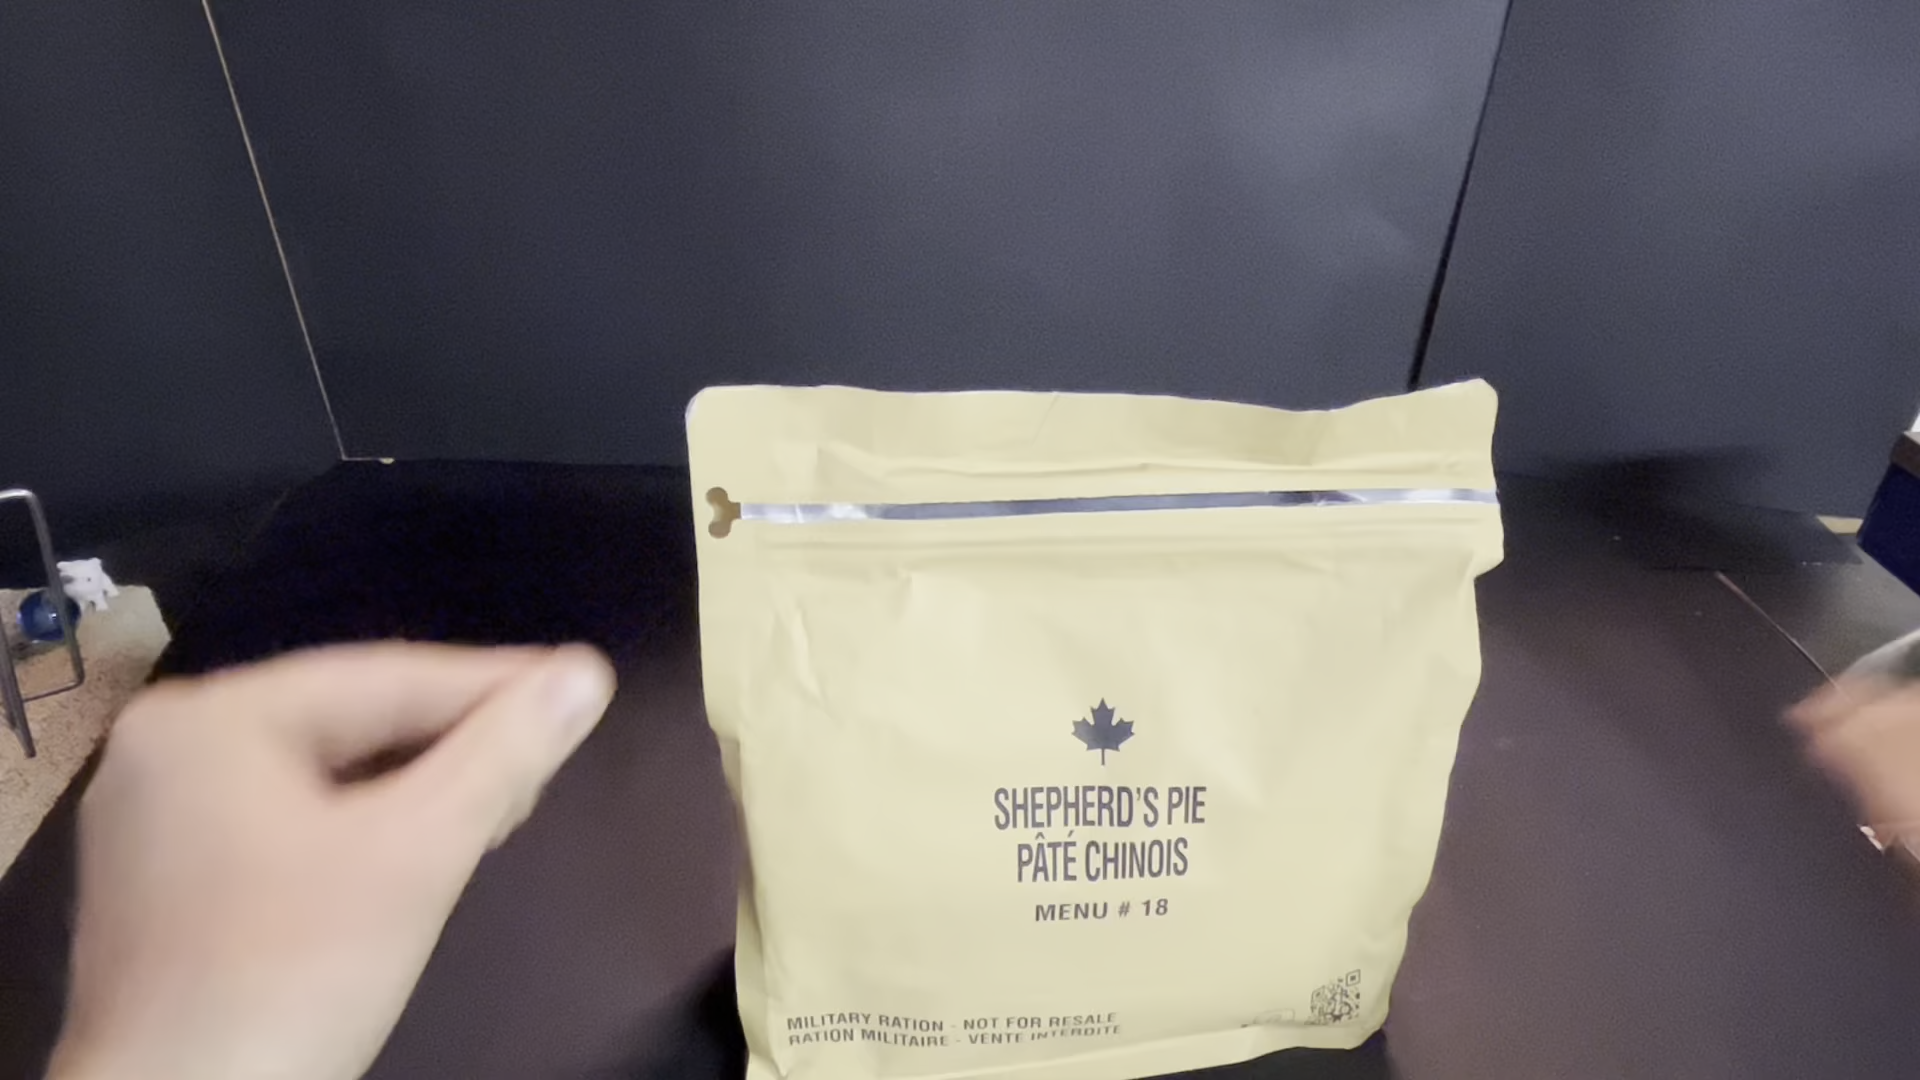 SHEPHERD'S PIE
PÂTÉ CHINOIS
MENU # 18
MILITARY RATION - NOT FOR RESALE
RATION MILITAIRE - VENTE INTERDITE